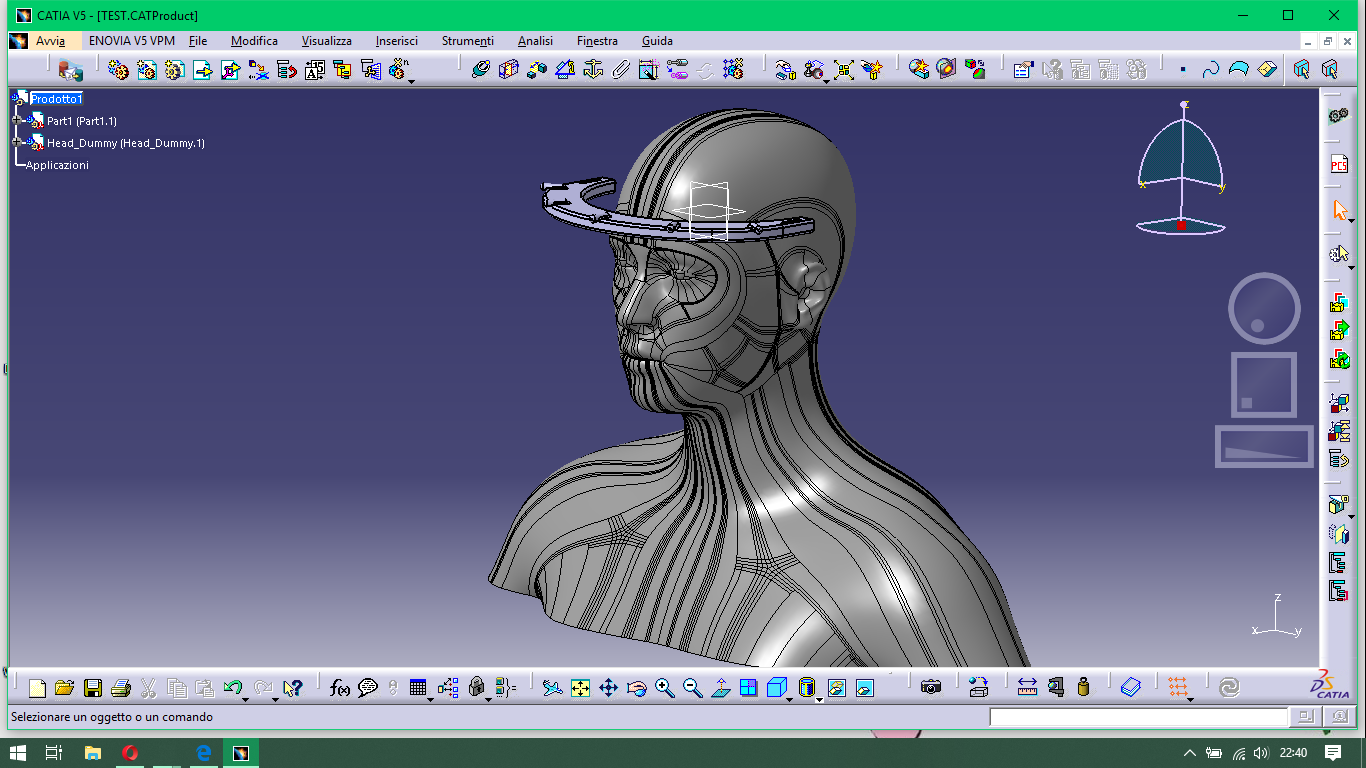 CATIA V5 - [TEST.CATProduct]
Avvia ENOVIA V5 VPM File Modifica Visualizza Inserisci Strumenti Analisi Finestra Guida
Prodotto1
Part1 (Part1.1)
Head_Dummy (Head_Dummy.1)
Applicazioni
z
x y
PCS
z
x y
f(x)
CATIA
Selezionare un oggetto o un comando
22:40